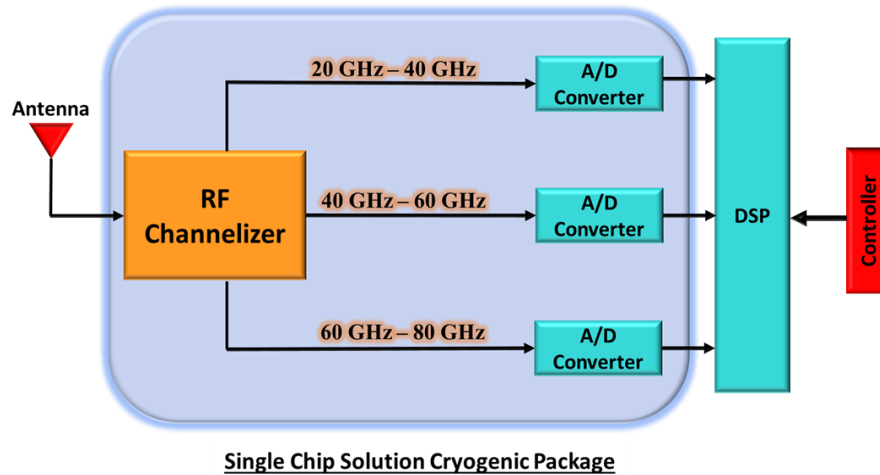 20 GHz – 40 GHz
A/D
Converter
Antenna
RF
Channelizer
40 GHz – 60 GHz
A/D
Converter
DSP
Controller
60 GHz – 80 GHz
A/D
Converter
Single Chip Solution Cryogenic Package